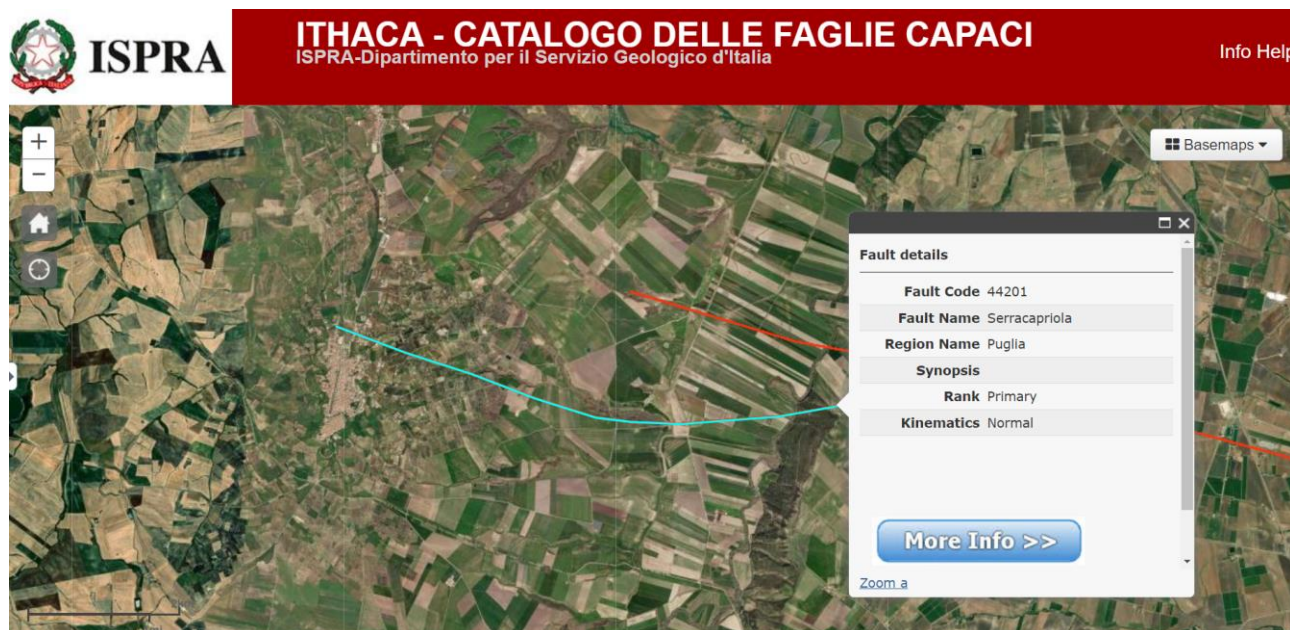 ISPRA
ITHACA - CATALOGO DELLE FAGLIE CAPACI
ISPRA-Dipartimento per il Servizio Geologico d'Italia
Info Help
+
−
Basemaps
Fault details
Fault Code 44201
Fault Name Serracapriola
Region Name Puglia
Synopsis
Rank Primary
Kinematics Normal
More Info >>
Zoom a